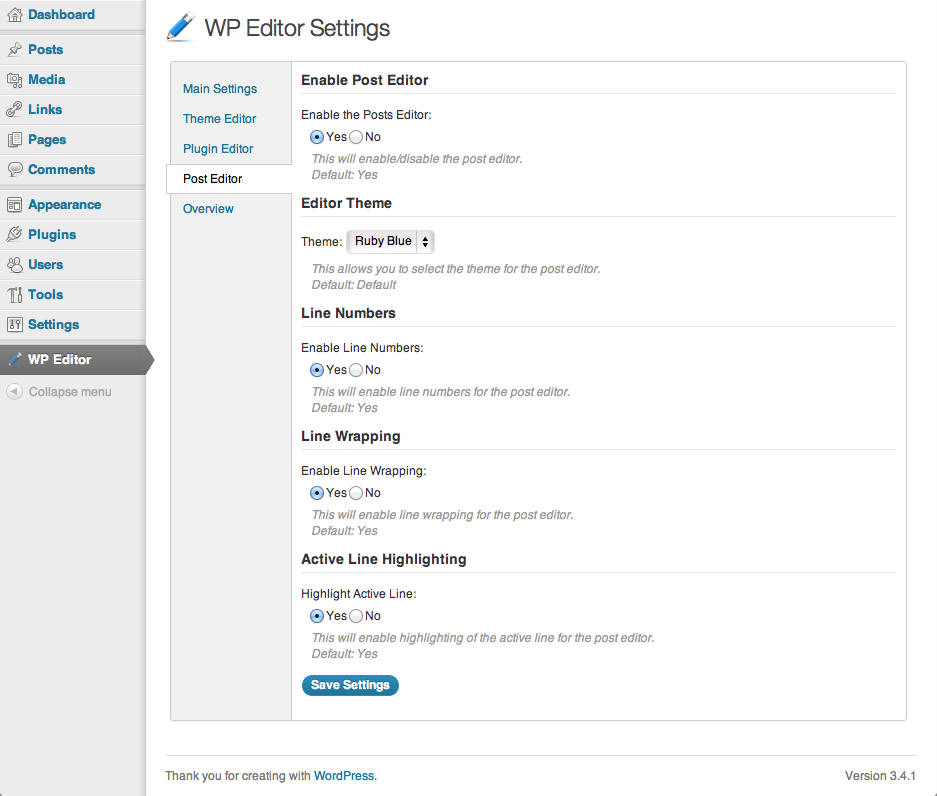 Dashboard
Posts
Media
Links
Pages
Comments
Appearance
Plugins
Users
Tools
Settings
WP Editor
Collapse menu
WP Editor Settings
Main Settings
Theme Editor
Plugin Editor
Post Editor
Overview
Enable Post Editor
Enable the Posts Editor:
Yes No
This will enable/disable the post editor.
Default: Yes
Editor Theme
Theme: Ruby Blue
This allows you to select the theme for the post editor.
Default: Default
Line Numbers
Enable Line Numbers:
Yes No
This will enable line numbers for the post editor.
Default: Yes
Line Wrapping
Enable Line Wrapping:
Yes No
This will enable line wrapping for the post editor.
Default: Yes
Active Line Highlighting
Highlight Active Line:
Yes No
This will enable highlighting of the active line for the post editor.
Default: Yes
Save Settings
Thank you for creating with WordPress.
Version 3.4.1